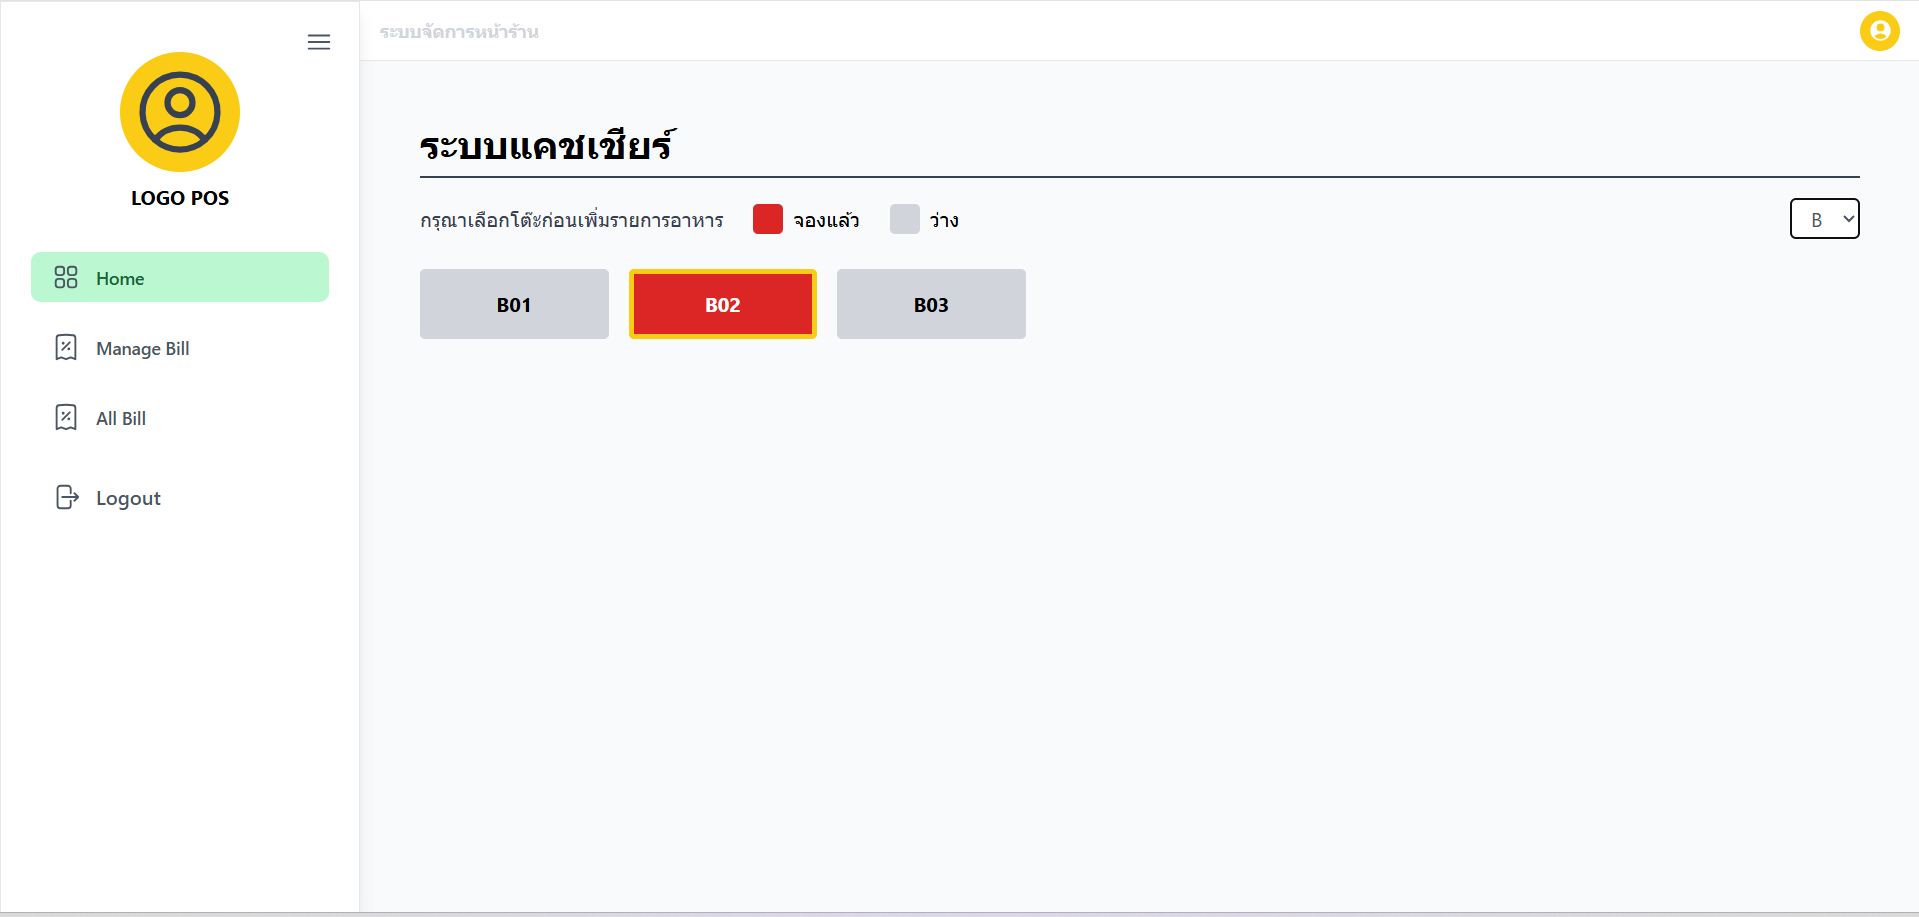 ระบบจัดการหน้าร้าน
LOGO POS
Home
Manage Bill
All Bill
Logout
ระบบแคชเชียร์
กรุณาเลือกโต๊ะก่อนเพิ่มรายการอาหาร จองแล้ว ว่าง B
B01 B02 B03